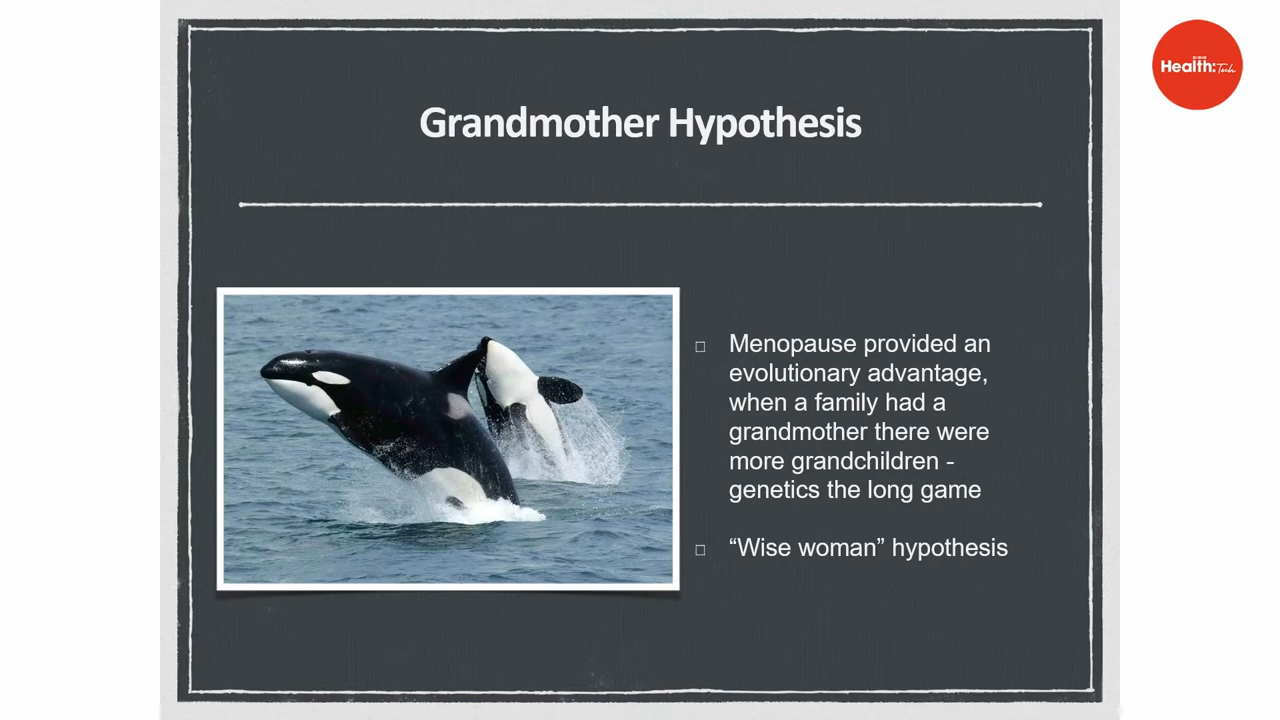 Health:Tech
Grandmother Hypothesis
Menopause provided an
evolutionary advantage,
when a family had a
grandmother there were
more grandchildren -
genetics the long game
“Wise woman” hypothesis